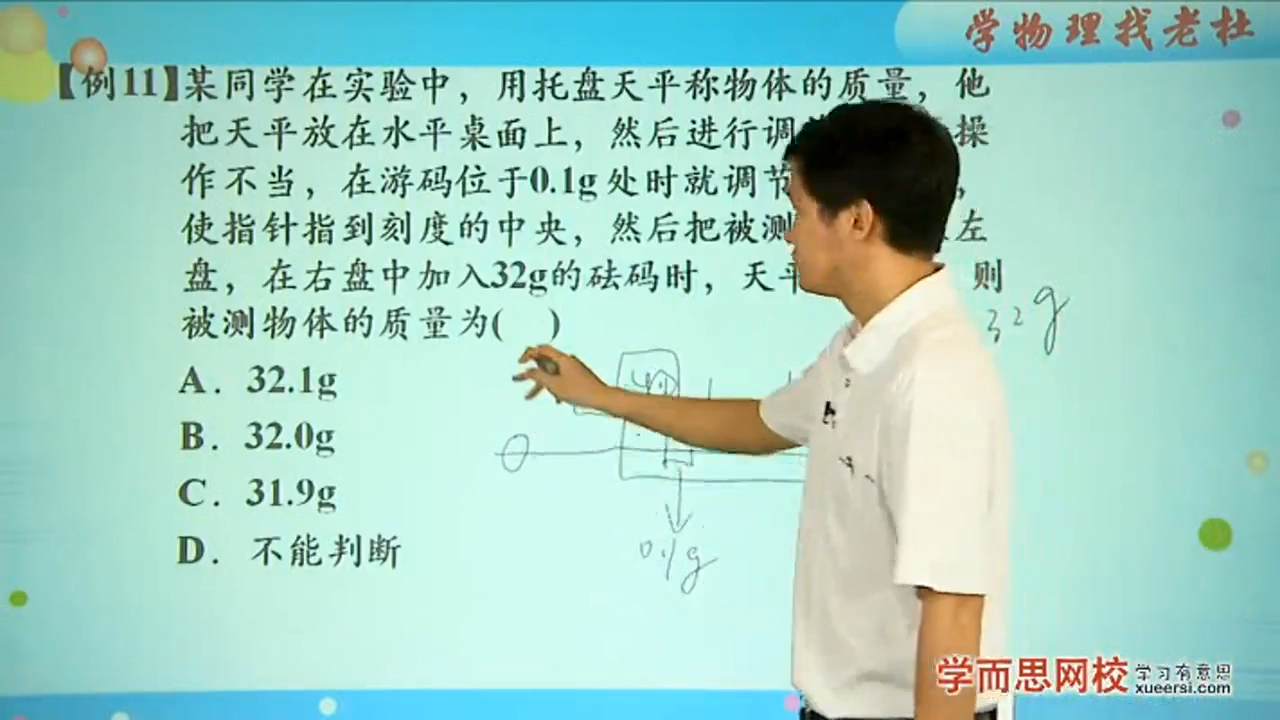 学物理找老杜
【例11】某同学在实验中，用托盘天平称物体的质量，他
把天平放在水平桌面上，然后进行调 操
作不当，在游码位于0.1g处时就调节 ，
使指针指到刻度的中央，然后把被测 左
盘，在右盘中加入32g的砝码时，天平 则
被测物体的质量为( )
32g
A．32.1g
B．32.0g
C．31.9g
D．不能判断
0.1g
学而思网校 学习有意思
xueersi.com